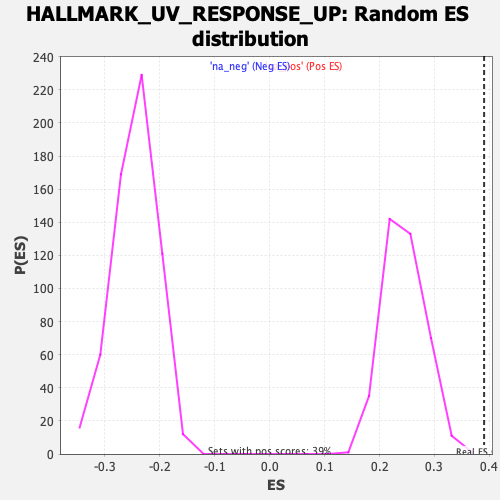 HALLMARK_UV_RESPONSE_UP: Random ES
distribution
'na_neg' (Neg ES)os' (Pos ES)
P(ES)
240
220
200
180
160
140
120
100
80
60
40
20
0
Sets with pos scores: 39%
Real ES
-0.3 -0.2 -0.1 0.0 0.1 0.2 0.3 0.4
ES